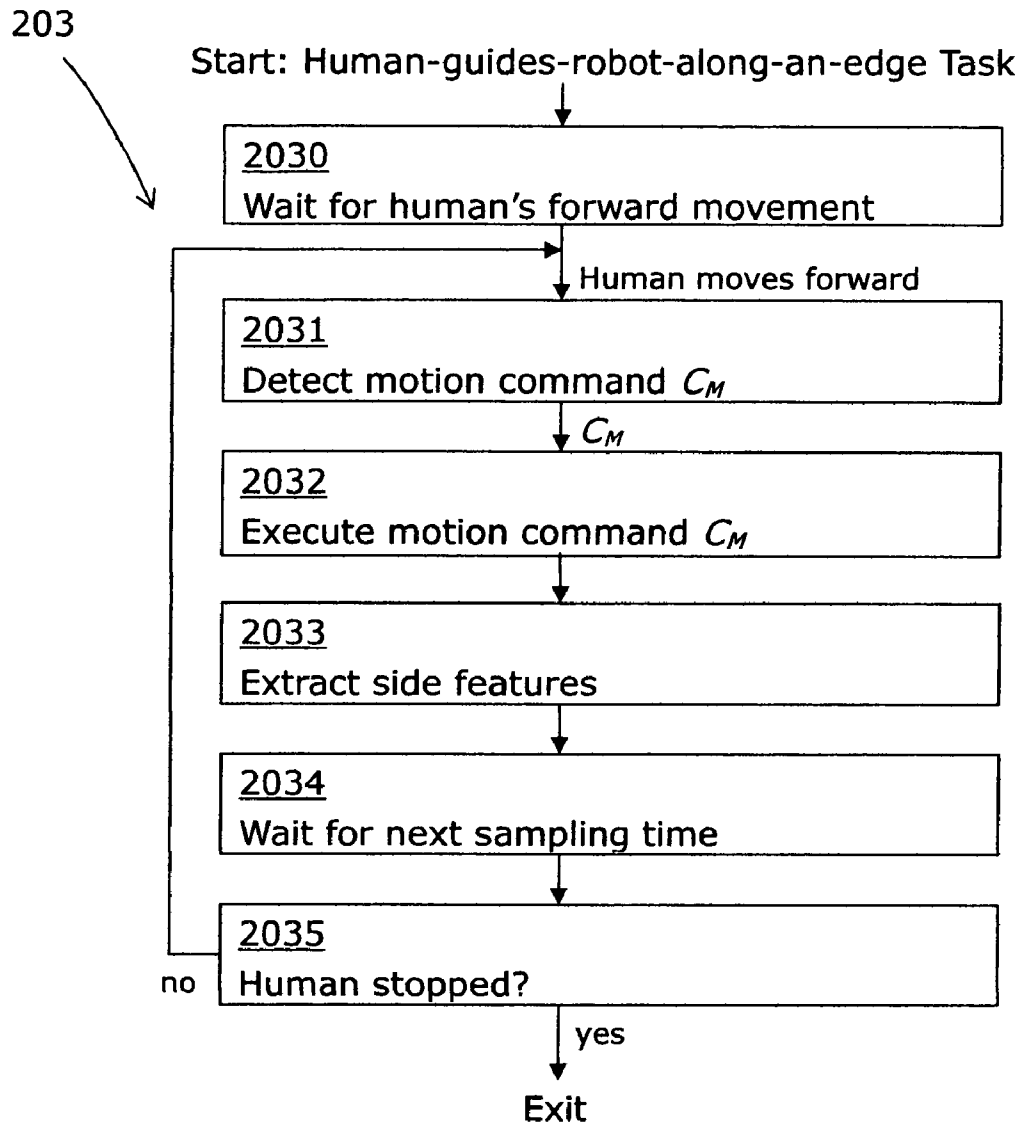 203
Start: Human-guides-robot-along-an-edge Task
2030
Wait for human's forward movement
Human moves forward
2031
Detect motion command C_M
C_M
2032
Execute motion command C_M
2033
Extract side features
2034
Wait for next sampling time
2035
no
Human stopped?
yes
Exit